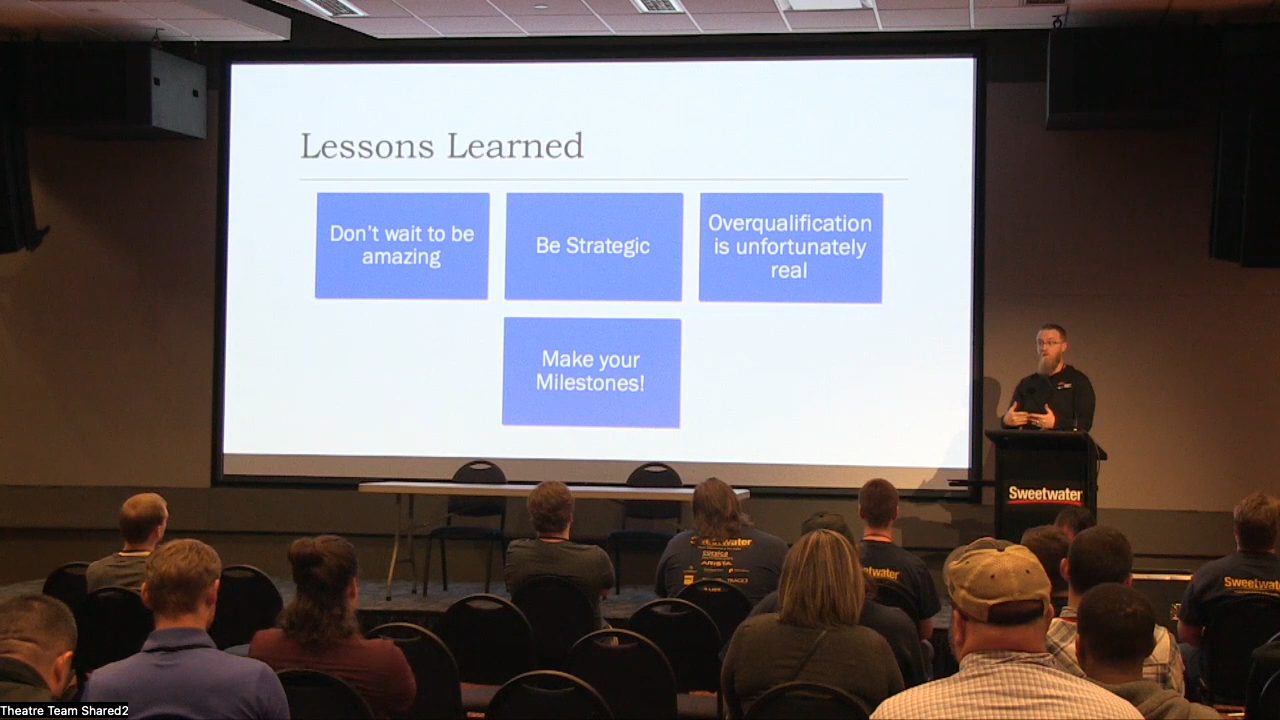 Lessons Learned
Don't wait to be
amazing
Be Strategic
Overqualification
is unfortunately
real
Make your
Milestones!
Sweetwater
Sweetwater
ARISTA
Sweetwater
Theatre Team Shared2